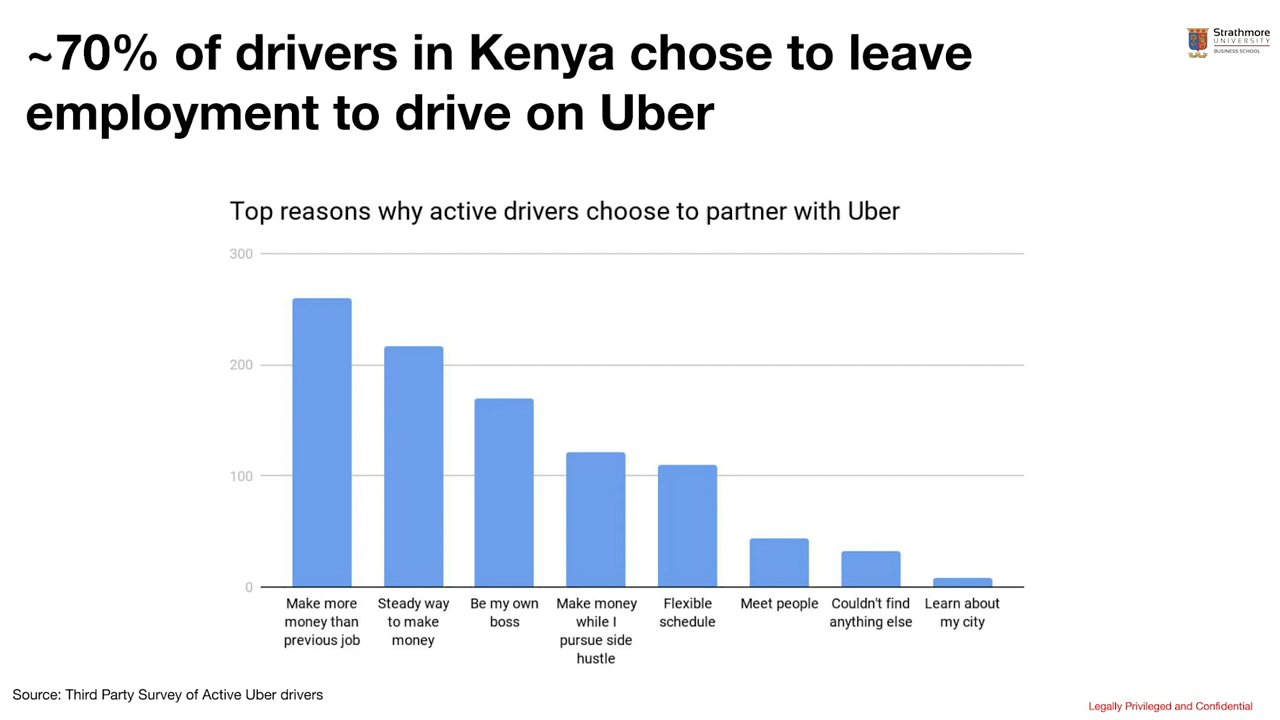 ~70% of drivers in Kenya chose to leave
employment to drive on Uber
Strathmore
UNIVERSITY
BUSINESS SCHOOL
Top reasons why active drivers choose to partner with Uber
300
200
100
0
Make more
money than
previous job
Steady way
to make
money
Be my own
boss
Make money
while I
pursue side
hustle
Flexible
schedule
Meet people
Couldn't find
anything else
Learn about
my city
Source: Third Party Survey of Active Uber drivers
Legally Privileged and Confidential